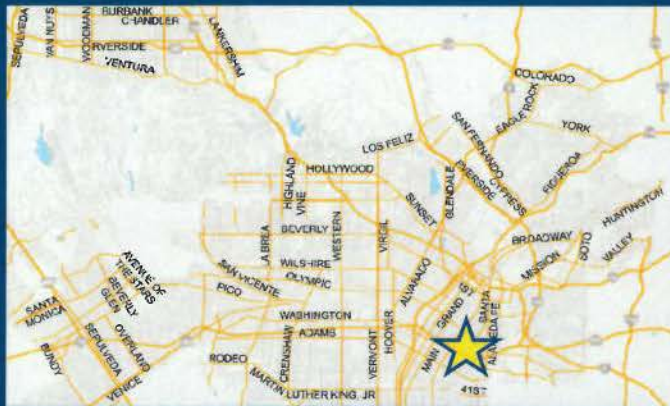 BURBANK
CHANDLER
SEPULVEDA
VAN NUYS
WOODMAN
RVERSIDE
VENTURA
LANKERSHIM
COLORADO
EAGLE ROCK
YORK
SAN FERNANDO
LOS FELIZ
RIVERSIDE
CYPRESS
FIGUEROA
HOLLYWOOD
HIGHLAND
VINE
GLENDALE
SUNSET
HUNTINGTON
BEVERLY
WESTERN
VIRGIL
BROADWAY
SOTO
VALLEY
LA BREA
WILSHIRE
MISSION
AVENUE OF
THE STARS
SAN VICENTE
OLYMPIC
PICO
ALVARADO
BEVERLY
GLEN
1ST
SANTA FE
SANTA
MONICA
GRAND
WASHINGTON
ADAMS
MAIN
ALAMEDA
HOOVER
VERMONT
CRENSHAW
OVERLAND
SEPULVEDA
BUNDY
VENICE
RODEO
MARTIN
LUTHER KING, JR
41ST